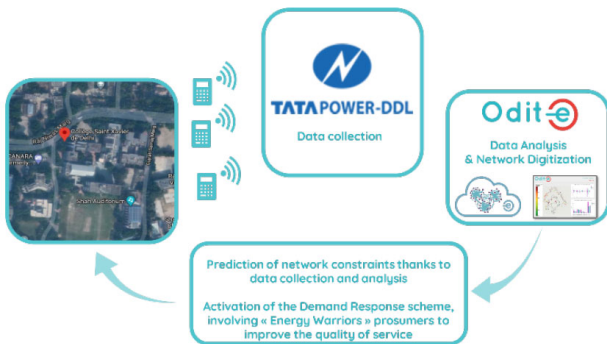 TATA POWER-DDL
Data collection
Odit-e
Data Analysis
& Network Digitization
Prediction of network constraints thanks to
data collection and analysis
Activation of the Demand Response scheme,
involving « Energy Warriors » prosumers to
improve the quality of service